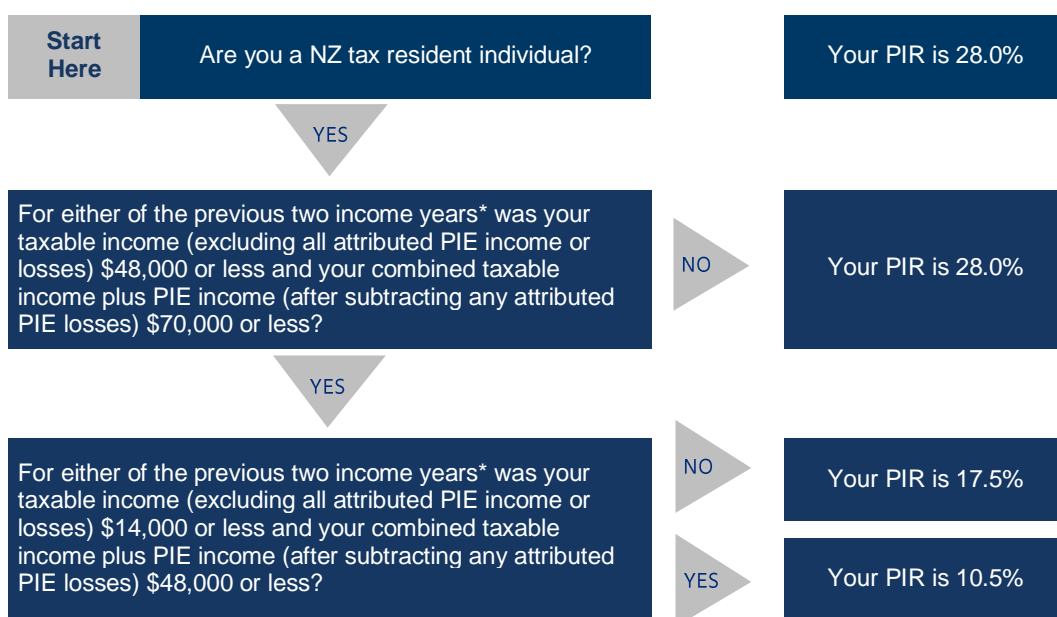 Start
Here
Are you a NZ tax resident individual?
Your PIR is 28.0%
YES
For either of the previous two income years* was your
taxable income (excluding all attributed PIE income or
losses) $48,000 or less and your combined taxable
income plus PIE income (after subtracting any attributed
PIE losses) $70,000 or less?
NO
Your PIR is 28.0%
YES
For either of the previous two income years* was your
taxable income (excluding all attributed PIE income or
losses) $14,000 or less and your combined taxable
income plus PIE income (after subtracting any attributed
PIE losses) $48,000 or less?
NO
Your PIR is 17.5%
YES
Your PIR is 10.5%